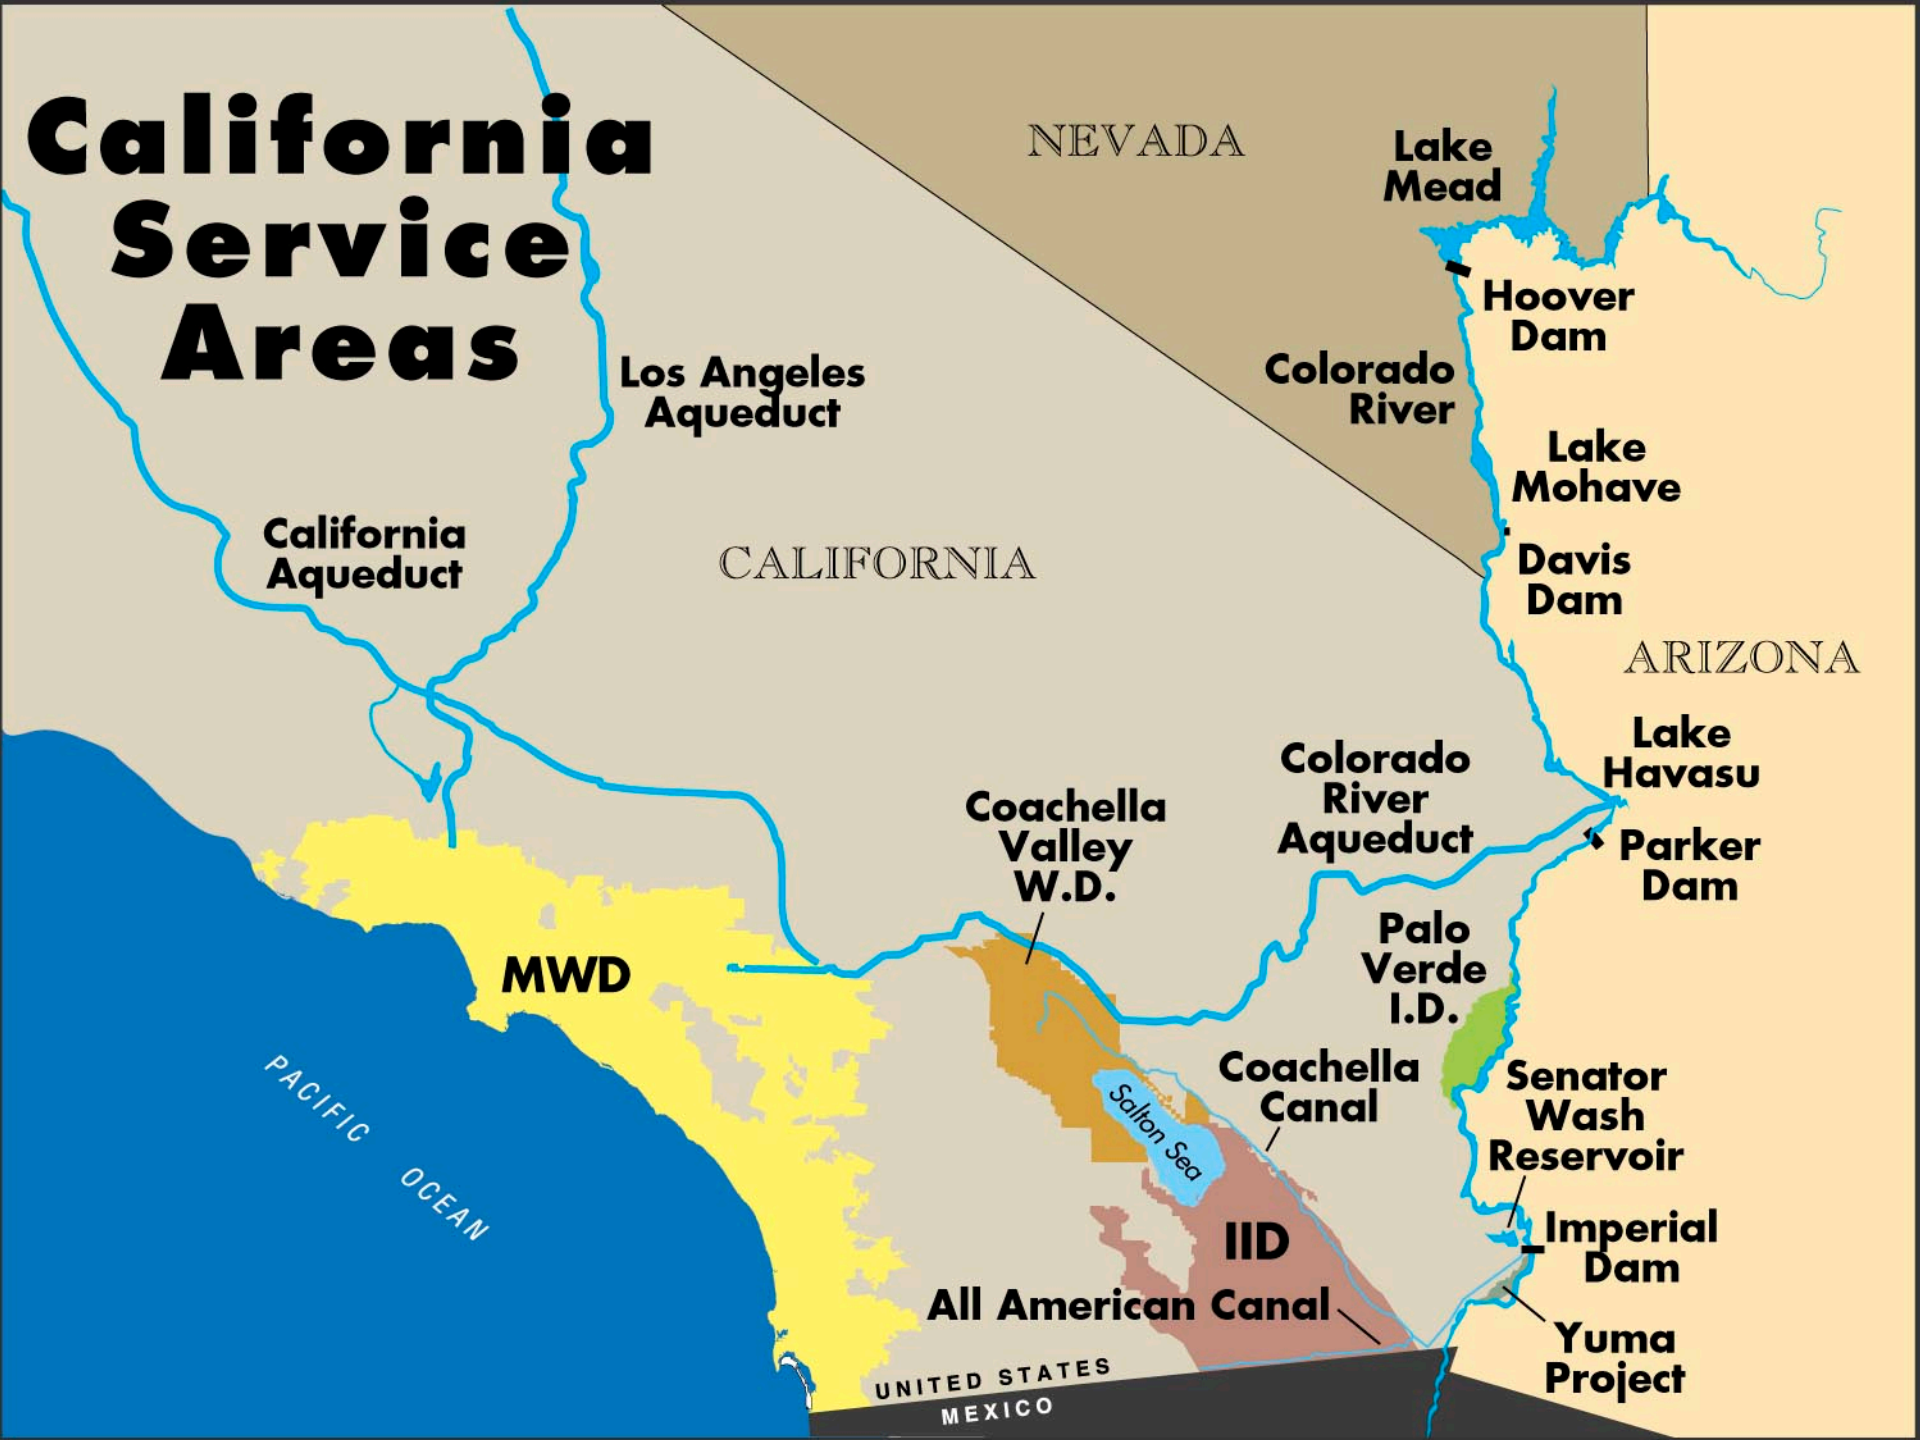 California
Service
Areas
NEVADA
Lake
Mead
Hoover
Dam
Colorado
River
Los Angeles
Aqueduct
Lake
Mohave
California
Aqueduct
CALIFORNIA
Davis
Dam
ARIZONA
Lake
Havasu
Colorado
River
Aqueduct
Coachella
Valley
W.D.
Parker
Dam
Palo
Verde
I.D.
MWD
Coachella
Canal
Senator
Wash
Reservoir
Salton Sea
PACIFIC
OCEAN
IID
Imperial
Dam
All American Canal
Yuma
Project
UNITED STATES
MEXICO